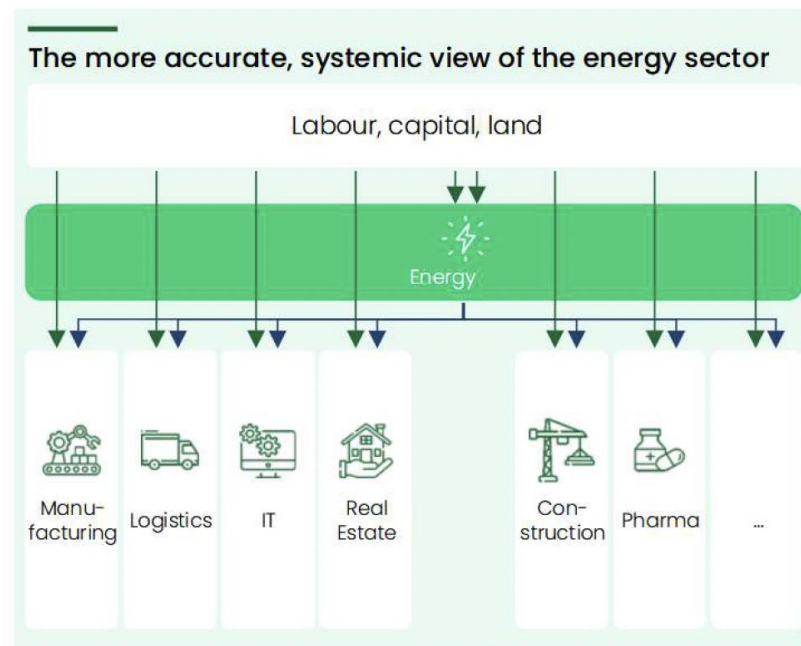 The more accurate, systemic view of the energy sector
Labour, capital, land
Energy
Manu-
facturing
Logistics
IT
Real
Estate
Con-
struction
Pharma
...